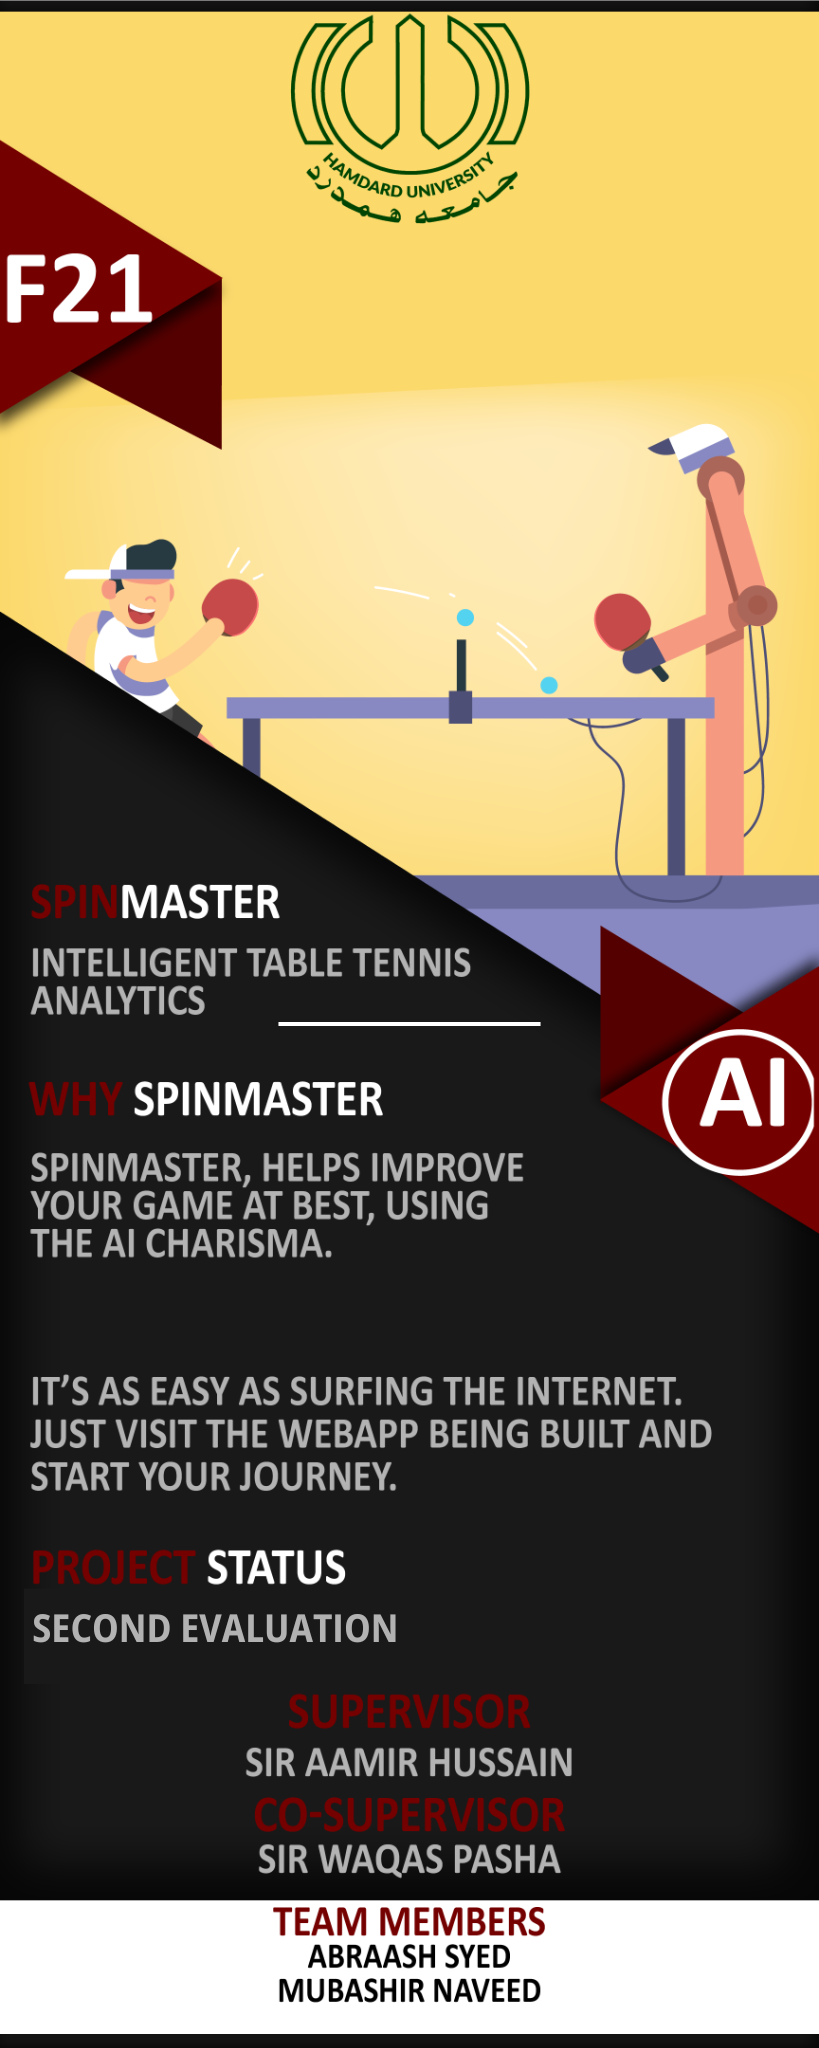 HAMDARD UNIVERSITY
جامعه همدرد
F21
SPINMASTER
INTELLIGENT TABLE TENNIS
ANALYTICS
AI
WHY SPINMASTER
SPINMASTER, HELPS IMPROVE
YOUR GAME AT BEST, USING
THE AI CHARISMA.
IT’S AS EASY AS SURFING THE INTERNET.
JUST VISIT THE WEBAPP BEING BUILT AND
START YOUR JOURNEY.
PROJECT STATUS
SECOND EVALUATION
SUPERVISOR
SIR AAMIR HUSSAIN
CO-SUPERVISOR
SIR WAQAS PASHA
TEAM MEMBERS
ABRAASH SYED
MUBASHIR NAVEED